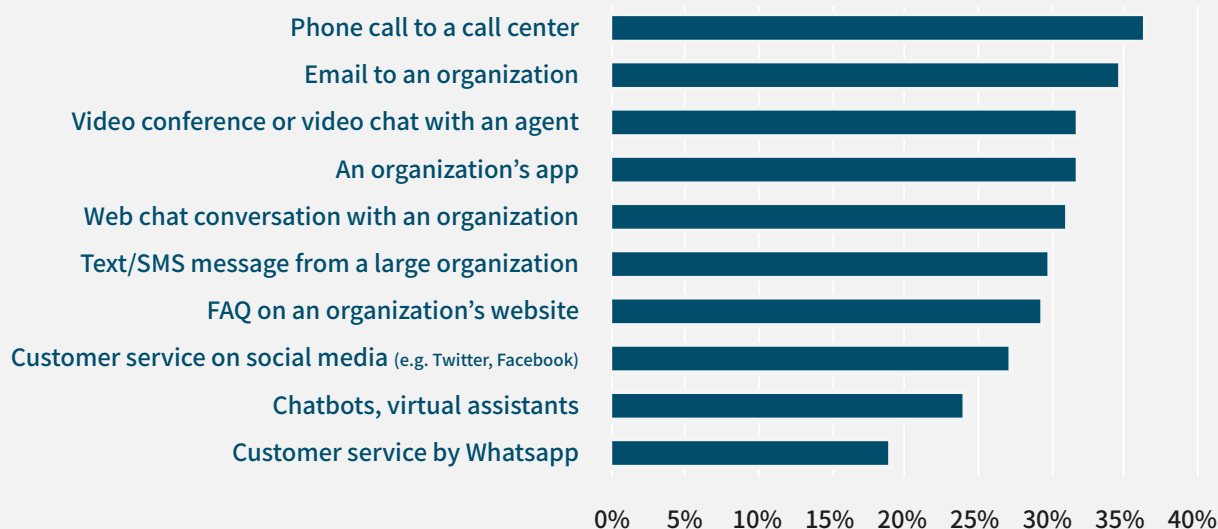 Phone call to a call center
Email to an organization
Video conference or video chat with an agent
An organization’s app
Web chat conversation with an organization
Text/SMS message from a large organization
FAQ on an organization’s website
Customer service on social media (e.g. Twitter, Facebook)
Chatbots, virtual assistants
Customer service by Whatsapp
0% 5% 10% 15% 20% 25% 30% 35% 40%